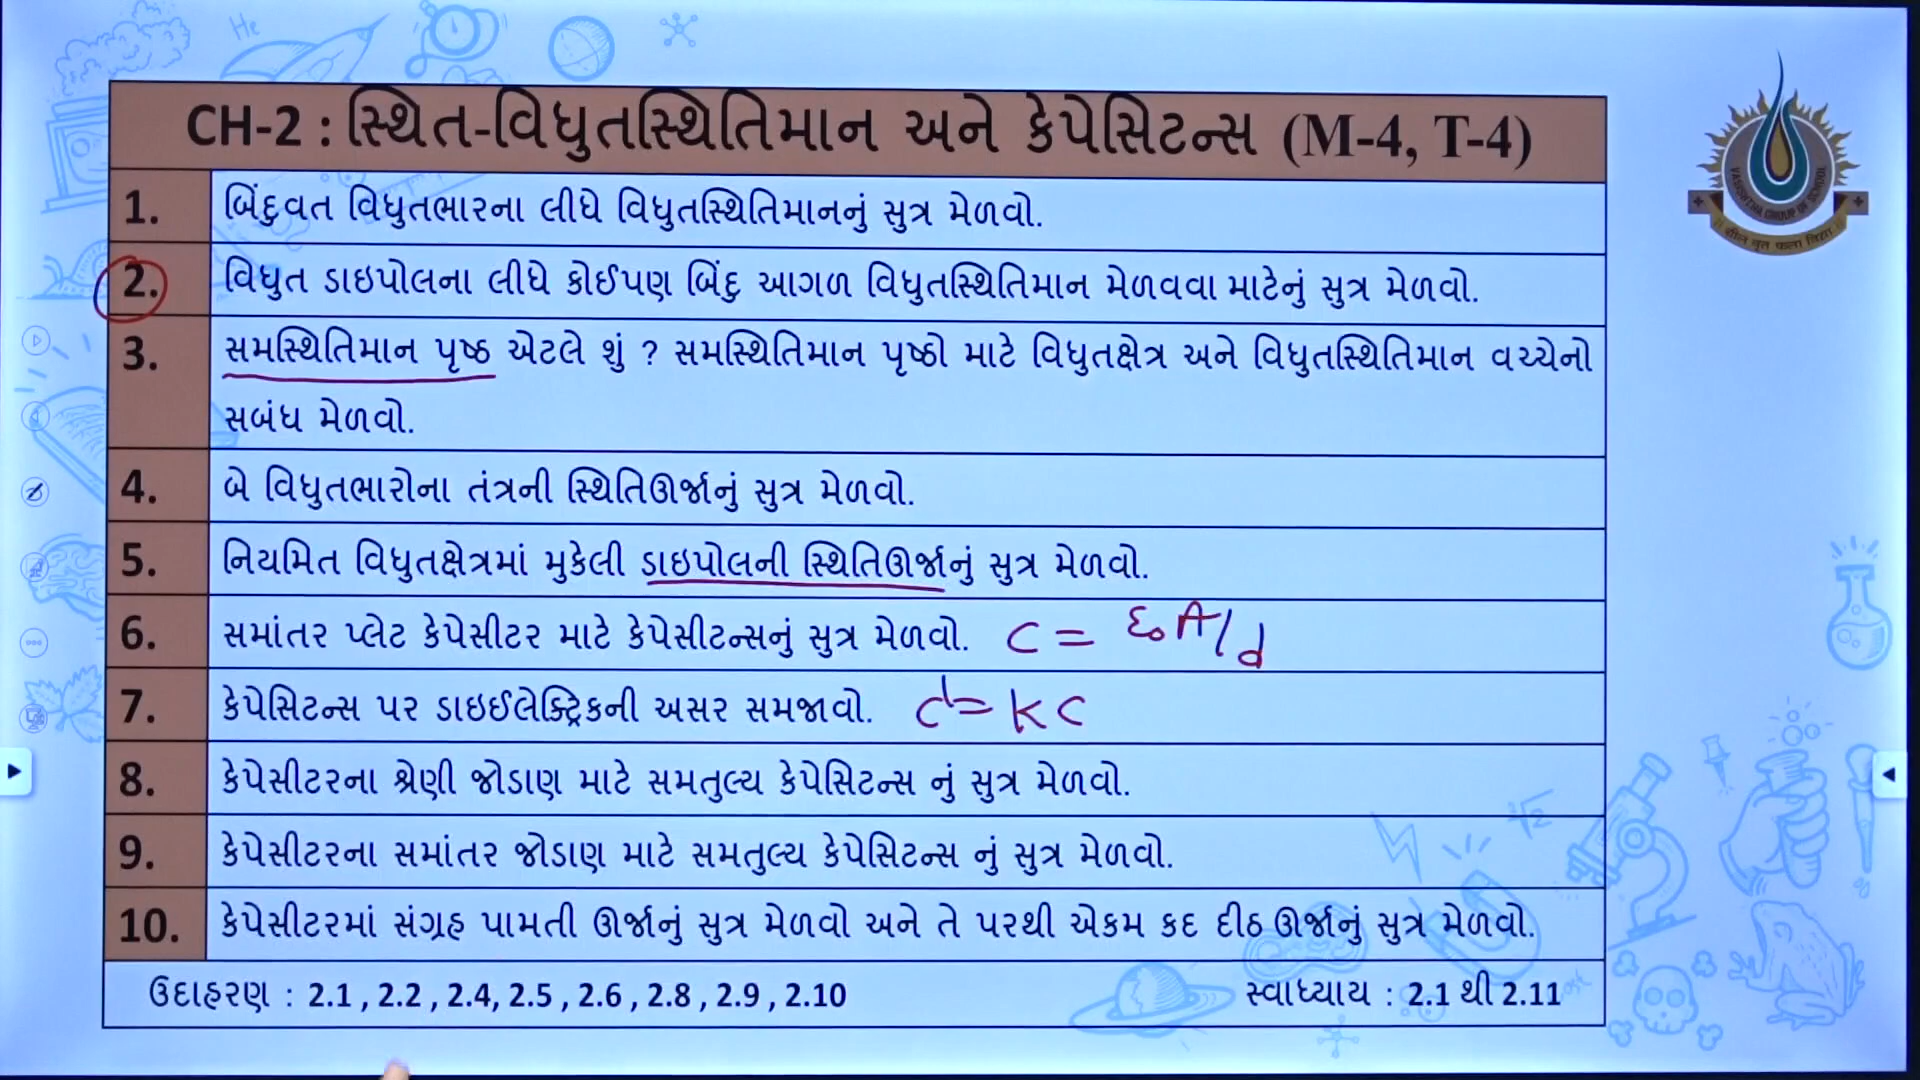 CH-2 : સ્થિત-વિધુતસ્થિતિમાન અને કેપેસિટન્સ (M-4, T-4)
1. બિંદુવત વિધુતભારના લીધે વિધુતસ્થિતિમાનનું સુત્ર મેળવો.
2. વિધુત ડાઇપોલના લીધે કોઈપણ બિંદુ આગળ વિધુતસ્થિતિમાન મેળવવા માટેનું સુત્ર મેળવો.
3. સમસ્થિતિમાન પૃષ્ઠ એટલે શું ? સમસ્થિતિમાન પૃષ્ઠો માટે વિધુતક્ષેત્ર અને વિધુતસ્થિતિમાન વચ્ચેનો
સબંધ મેળવો.
4. બે વિધુતભારોના તંત્રની સ્થિતિઊર્જાનું સુત્ર મેળવો.
5. નિયમિત વિધુતક્ષેત્રમાં મુકેલી ડાઇપોલની સ્થિતિઊર્જાનું સુત્ર મેળવો.
6. સમાંતર પ્લેટ કેપેસીટર માટે કેપેસીટન્સનું સુત્ર મેળવો. C = ε₀A/d
7. કેપેસિટન્સ પર ડાઇઈલેક્ટ્રિકની અસર સમજાવો. C' = KC
8. કેપેસીટરના શ્રેણી જોડાણ માટે સમતુલ્ય કેપેસિટન્સ નું સુત્ર મેળવો.
9. કેપેસીટરના સમાંતર જોડાણ માટે સમતુલ્ય કેપેસિટન્સ નું સુત્ર મેળવો.
10. કેપેસીટરમાં સંગ્રહ પામતી ઊર્જાનું સુત્ર મેળવો અને તે પરથી એકમ કદ દીઠ ઊર્જાનું સુત્ર મેળવો.
ઉદાહરણ : 2.1 , 2.2 , 2.4, 2.5 , 2.6 , 2.8 , 2.9 , 2.10 સ્વાધ્યાય : 2.1 થી 2.11
He
√2